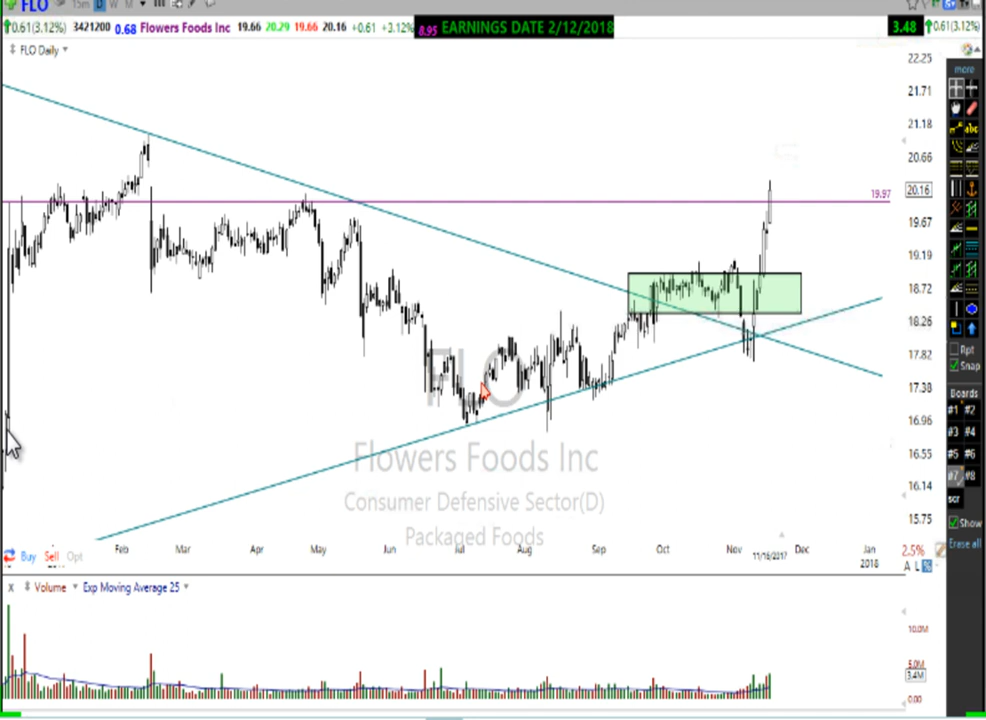 FLO 15m D W M
0.61(3.12%) 3421200 0.68 Flowers Foods Inc 19.66 20.29 19.66 20.16 +0.61 +3.12% 8.95 EARNINGS DATE 2/12/2018 3.48 0.61(3.12%)
FLO Daily
22.25
more
21.71
21.18
abc
20.66
19.97
20.16
19.67
19.19
18.72
18.26
17.82
Rpt
Snap
17.38
Boards
#1 #2
16.96
#3 #4
FLO
Flowers Foods Inc
16.55
#5 #6
#7 #8
Consumer Defensive Sector(D)
16.14
scr
Packaged Foods
15.75
Show
Erase all
Buy Sell Opt
Feb Mar Apr May Jun Jul Aug Sep Oct Nov Dec Jan
11/16/2017
2018
2.5%
A L %
X Volume Exp Moving Average 25
10.0M
5.0M
3.4M
0.00